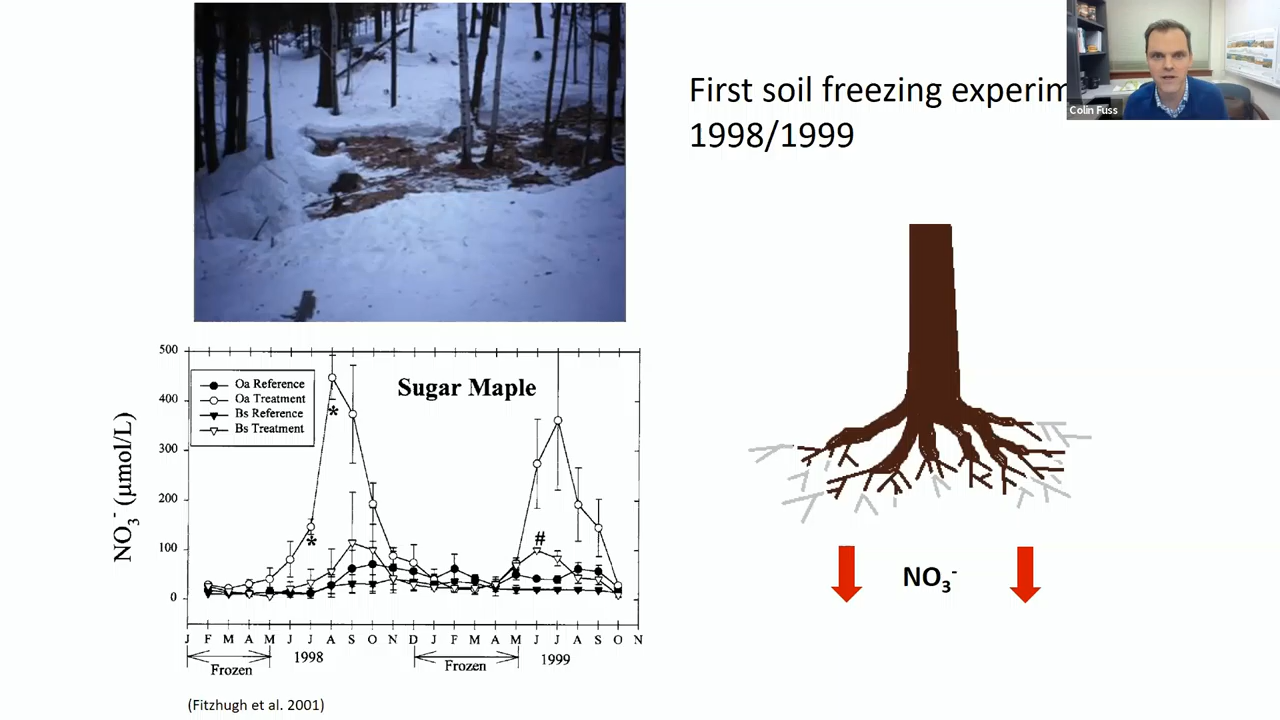 First soil freezing experim
1998/1999
Colin Fuss
500
400
300
200
100
0
NO3- (µmol/L)
Oa Reference
Oa Treatment
Bs Reference
Bs Treatment
Sugar Maple
*
*
#
J F M A M J J A S O N D J F M A M J J A S O N
1998
1999
Frozen
Frozen
NO3-
(Fitzhugh et al. 2001)